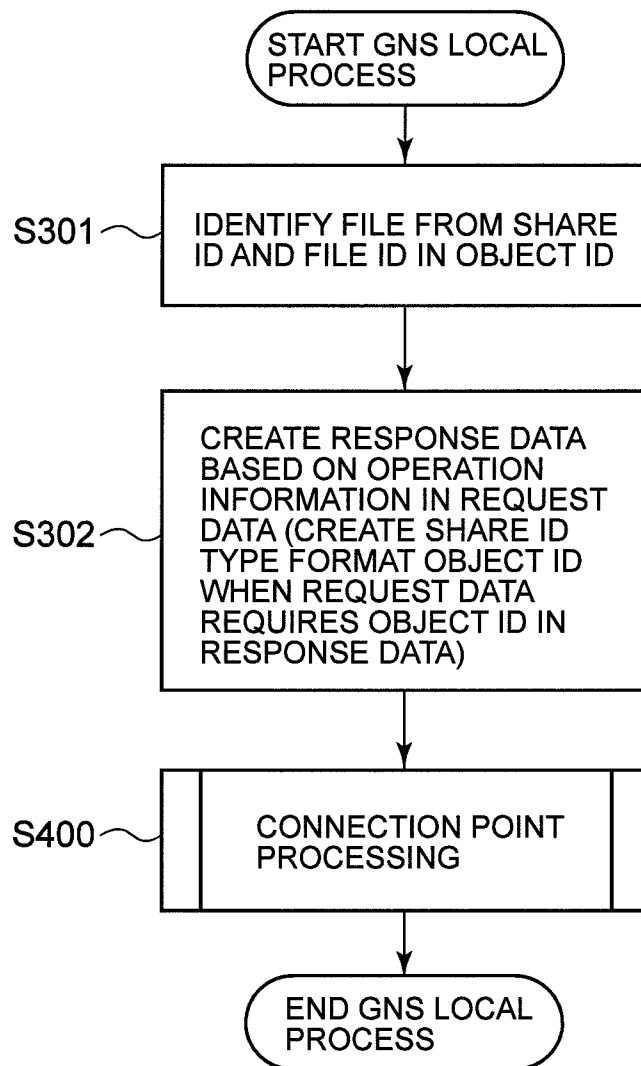 START GNS LOCAL
PROCESS
S301
IDENTIFY FILE FROM SHARE
ID AND FILE ID IN OBJECT ID
S302
CREATE RESPONSE DATA
BASED ON OPERATION
INFORMATION IN REQUEST
DATA (CREATE SHARE ID
TYPE FORMAT OBJECT ID
WHEN REQUEST DATA
REQUIRES OBJECT ID IN
RESPONSE DATA)
S400
CONNECTION POINT
PROCESSING
END GNS LOCAL
PROCESS